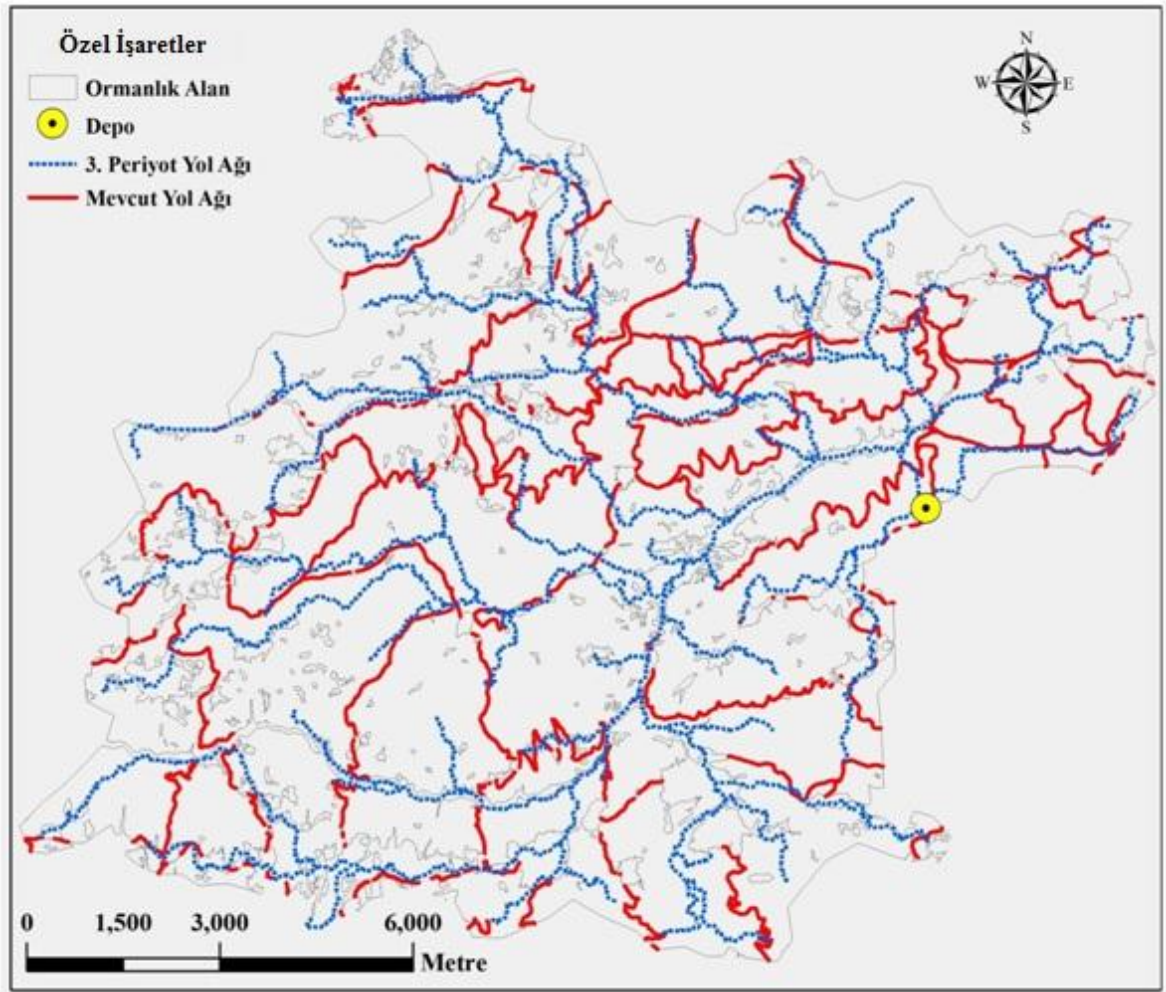 Özel İşaretler
Ormanlık Alan
Depo
3. Periyot Yol Ağı
Mevcut Yol Ağı
N
W E
S
0 1,500 3,000 6,000
Metre